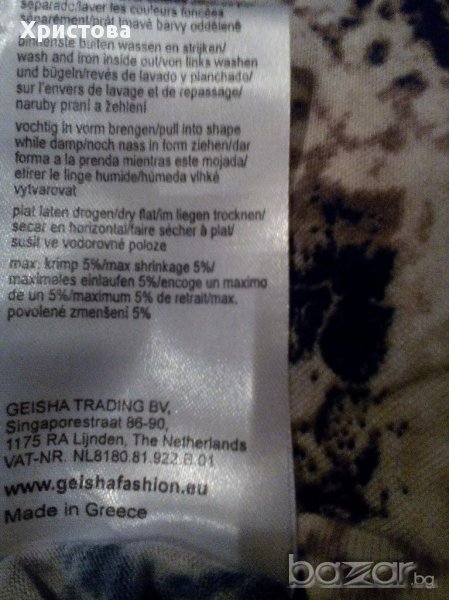 Христова
separado/laver les couleurs foncées
séparément/prát tmavé barvy odděleně
binnenste buiten wassen en strijken/
wash and iron inside out/von links waschen
und bügeln/revés de lavado y planchado/
sur l'envers de lavage et de repassage/
naruby praní a žehlení
vochtig in vorm brengen/pull into shape
while damp/noch nass in form ziehen/dar
forma a la prenda mientras este mojada/
etirer le linge humide/húmeda vlhké
vytvarovat
plat laten drogen/dry flat/im liegen trocknen/
secar en horizontal/faire sécher à plat/
sušit ve vodorovné poloze
max. krimp 5%/max shrinkage 5%/
maximales einlaufen 5%/encoge un maximo
de un 5%/maximum 5% de retrait/max.
povolené zmenšení 5%
GEISHA TRADING BV,
Singaporestraat 86-90,
1175 RA Lijnden, The Netherlands
VAT-NR. NL8180.81.922.B.01
www.geishafashion.eu
Made in Greece
bazar.bg